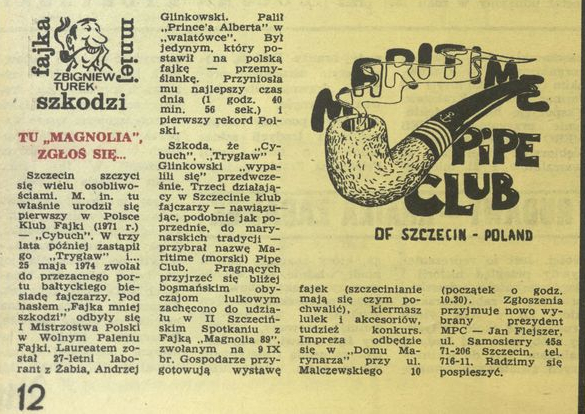 fajka
mniej
ZBIGNIEW
TUREK
szkodzi
TU „MAGNOLIA”,
ZGŁOŚ SIĘ...
Szczecin szczyci
się wielu osobliwo-
ściami. M. in. tu
właśnie urodził się
pierwszy w Polsce
Klub Fajki (1971 r.)
— „Cybuch”. W trzy
lata później zastąpił
go „Trygław” i...
25 maja 1974 zwołał
do przezacnego por-
tu bałtyckiego bie-
siadę fajczarzy. Pod
hasłem „Fajka mniej
szkodzi” odbyły się
I Mistrzostwa Polski
w Wolnym Paleniu
Fajki. Laureatem zo-
stał 27-letni labo-
rant z Żabia, Andrzej
Glinkowski. Palił
„Prince'a Alberta” w
„walatówce”. Był
jedynym, który po-
stawił na polską
fajkę — przemy-
ślankę. Przyniosła
mu najlepszy czas
dnia (1 godz. 40
min. 56 sek.) i
pierwszy rekord Pol-
ski.
Szkoda, że „Cy-
buch”, „Trygław” i
Glinkowski „wypa-
lili się” przedwcze-
śnie. Trzeci działają-
cy w Szczecinie klub
fajczarzy — nawiązu-
jąc, podobnie jak po-
przednie, do mary-
narskich tradycji —
przybrał nazwę Ma-
ritime (morski) Pipe
Club. Pragnących
przyjrzeć się bliżej
bosmańskim oby-
czajom lulkowym
zachęcono do udzia-
łu w II Szczeciń-
skim Spotkaniu z
Fajką „Magnolia 89”,
zwołanym na 9 IX
br. Gospodarze przy-
gotowują wystawę
MARITIME
PIPE
CLUB
OF SZCZECIN - POLAND
fajek (szczecinianie
mają się czym po-
chwalić), kiermasz
lulek i akcesoriów,
tudzież konkurs.
Impreza odbędzie
się w „Domu Ma-
rynarza” przy ul.
Malczewskiego 10
(początek o godz.
10.30). Zgłoszenia
przyjmuje nowo wy-
brany prezydent
MPC — Jan Flejszer,
ul. Samosierry 45a
71-206 Szczecin, tel.
716-11. Radzimy się
pospieszyć.
12